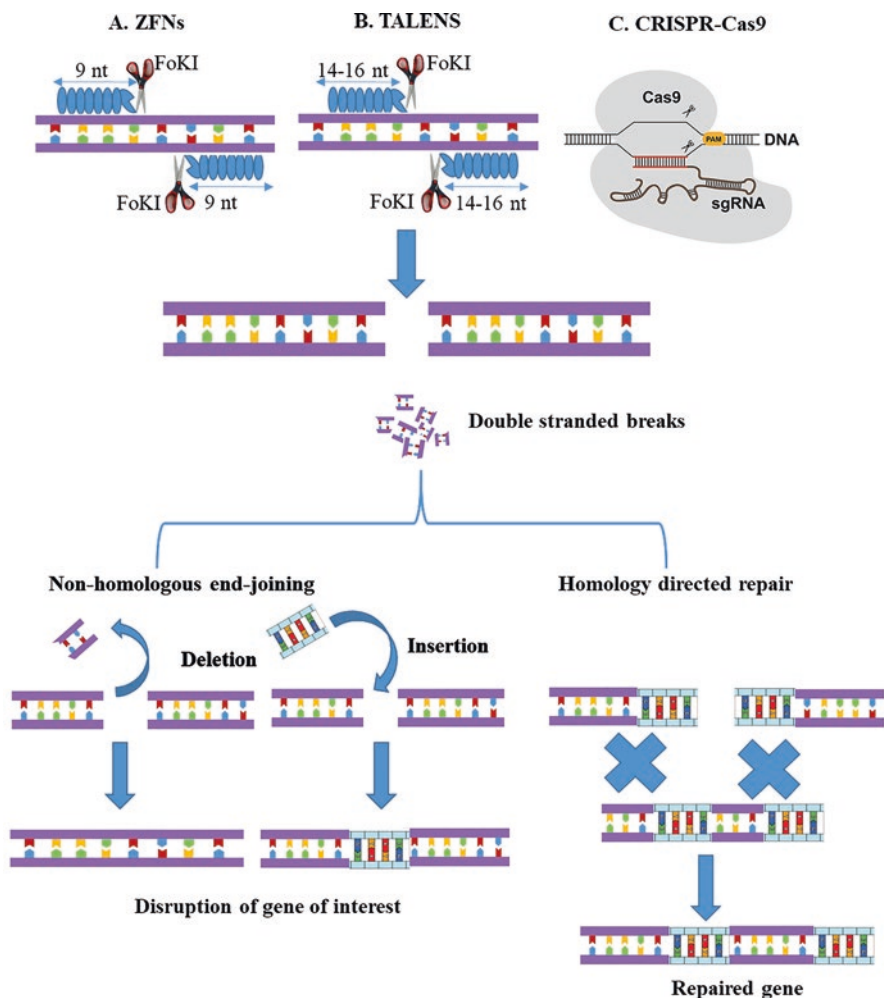 A. ZFNs
B. TALENS
C. CRISPR-Cas9
9 nt
FoKI
FoKI
9 nt
14-16 nt
FoKI
FoKI
14-16 nt
Cas9
PAM
DNA
sgRNA
Double stranded breaks
Non-homologous end-joining
Homology directed repair
Deletion
Insertion
Disruption of gene of interest
Repaired gene